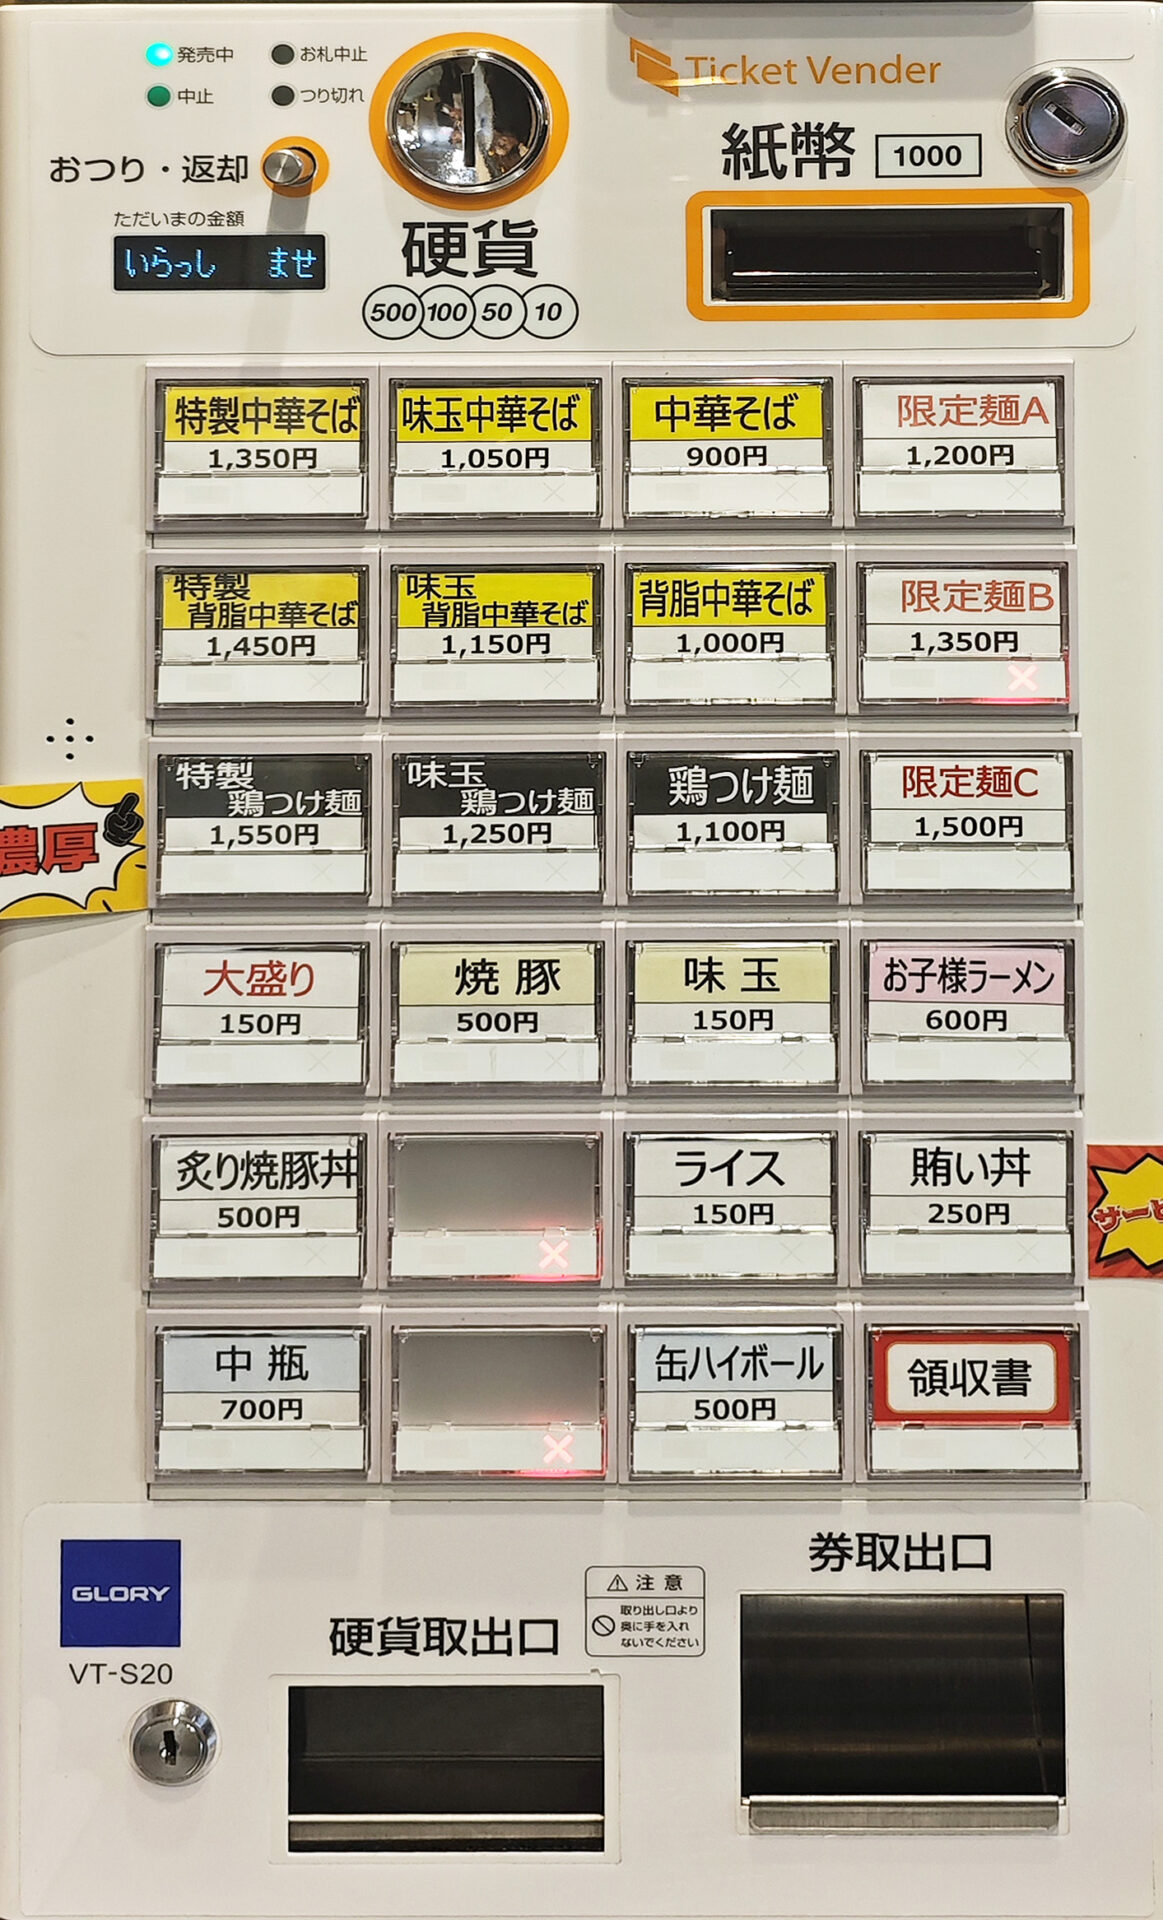 発売中
お札中止
中止
つり切れ
おつり・返却
ただいまの金額
いらっし ませ
硬貨
500 100 50 10
Ticket Vender
紙幣 1000
特製中華そば
1,350円
味玉中華そば
1,050円
中華そば
900円
限定麺A
1,200円
特製
背脂中華そば
1,450円
味玉
背脂中華そば
1,150円
背脂中華そば
1,000円
限定麺B
1,350円
×
特製
鶏つけ麺
1,550円
味玉
鶏つけ麺
1,250円
鶏つけ麺
1,100円
限定麺C
1,500円
濃厚
大盛り
150円
焼豚
500円
味玉
150円
お子様ラーメン
600円
炙り焼豚丼
500円
×
ライス
150円
賄い丼
250円
サービ
中瓶
700円
×
缶ハイボール
500円
領収書
GLORY
VT-S20
硬貨取出口
注意
取り出し口より
奥に手を入れ
ないでください
券取出口